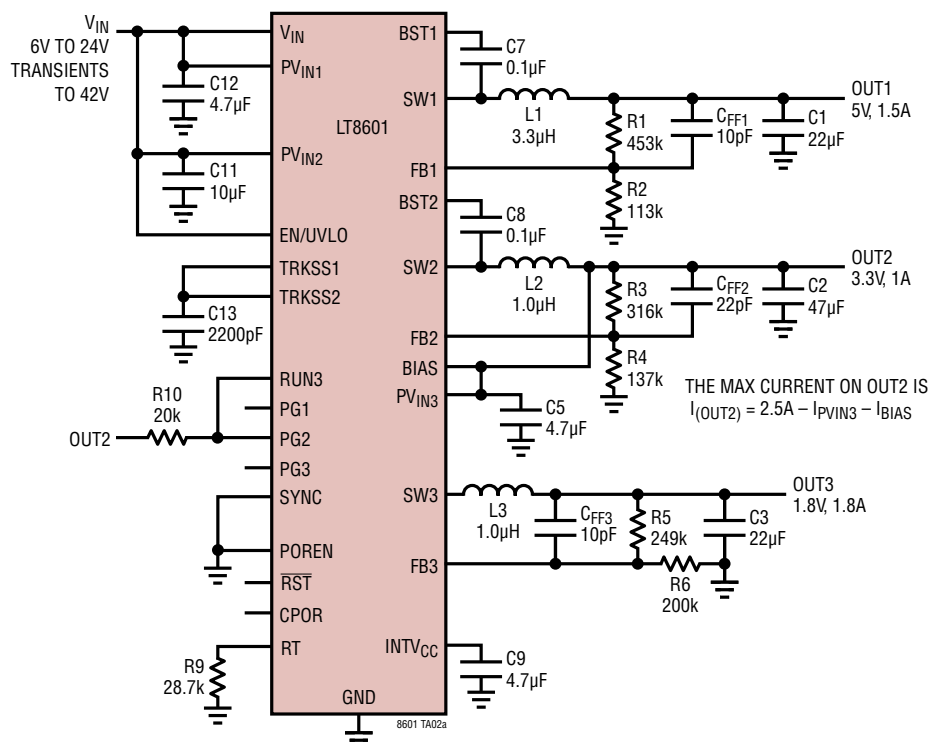 V_IN
6V TO 24V
TRANSIENTS
TO 42V
C12
4.7µF
C11
10µF
C13
2200pF
R10
20k
OUT2
R9
28.7k
V_IN
PV_IN1
PV_IN2
EN/UVLO
TRKSS1
TRKSS2
RUN3
PG1
PG2
PG3
SYNC
POREN
RST
CPOR
RT
LT8601
GND
BST1
SW1
FB1
BST2
SW2
FB2
BIAS
PV_IN3
SW3
FB3
INTV_CC
C7
0.1µF
L1
3.3µH
R1
453k
C_FF1
10pF
C1
22µF
OUT1
5V, 1.5A
R2
113k
C8
0.1µF
L2
1.0µH
R3
316k
C_FF2
22pF
C2
47µF
OUT2
3.3V, 1A
R4
137k
THE MAX CURRENT ON OUT2 IS
I_(OUT2) = 2.5A – I_PVIN3 – I_BIAS
C5
4.7µF
L3
1.0µH
C_FF3
10pF
R5
249k
C3
22µF
OUT3
1.8V, 1.8A
R6
200k
C9
4.7µF
8601 TA02a